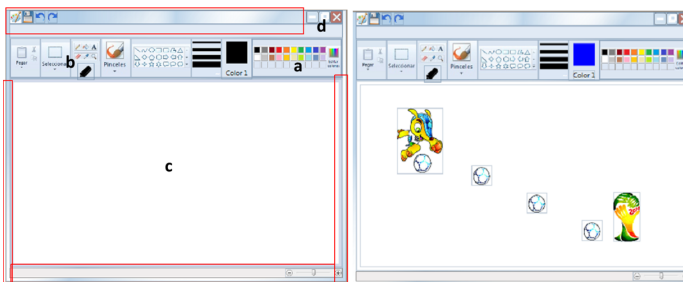 d
a
b
Pegar
Seleccionar
A
Pinceles
Color 1
c
Pegar
Seleccionar
A
Pinceles
Color 1